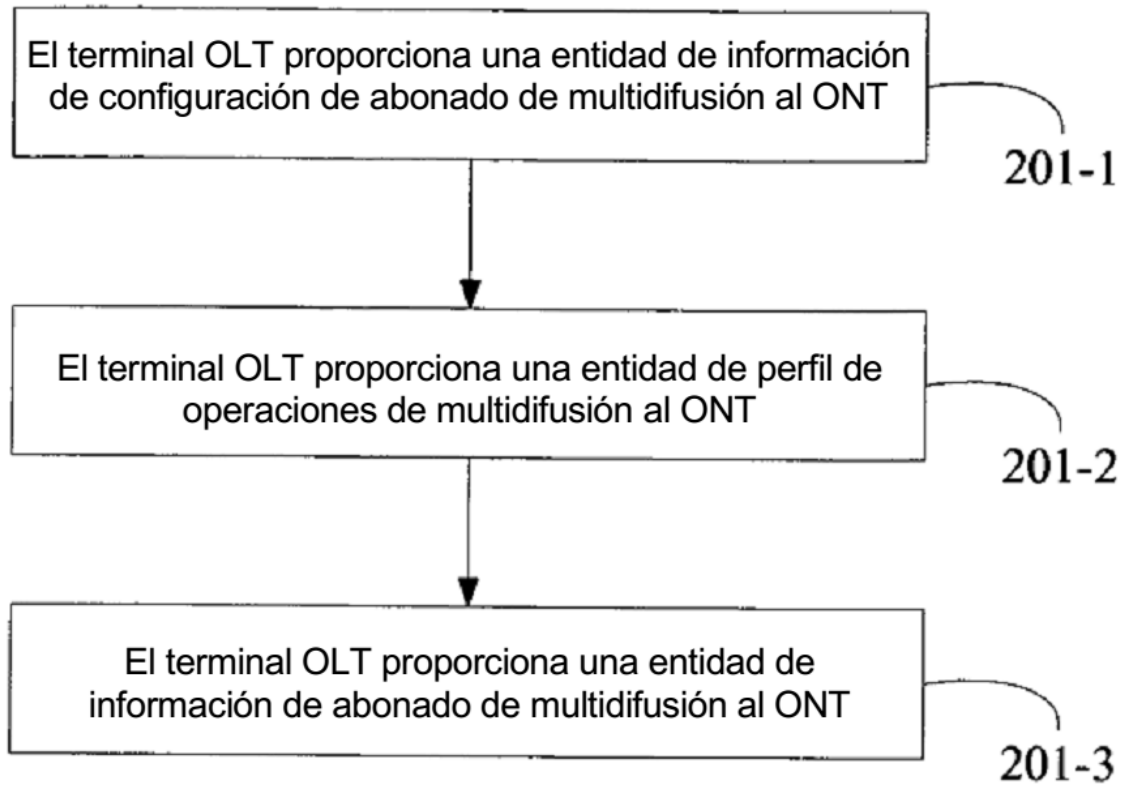 El terminal OLT proporciona una entidad de información
de configuración de abonado de multidifusión al ONT
201-1
El terminal OLT proporciona una entidad de perfil de
operaciones de multidifusión al ONT
201-2
El terminal OLT proporciona una entidad de
información de abonado de multidifusión al ONT
201-3